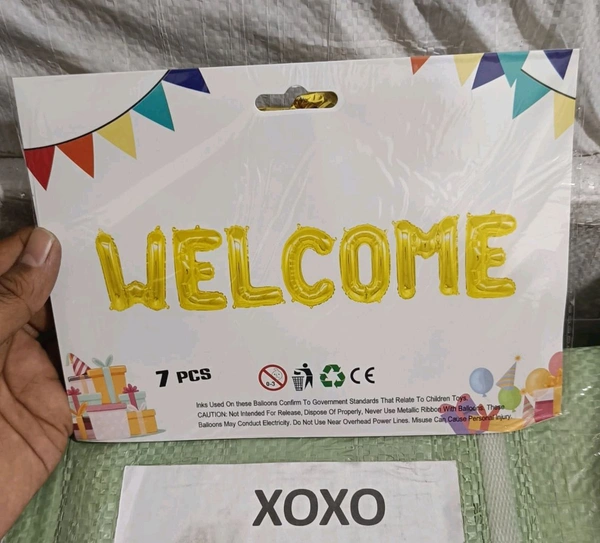 WELCOME
7 PCS
0-3
CE
Inks Used On these Balloons Confirm To Government Standards That Relate To Children Toys.
CAUTION: Not Intended For Release, Dispose Of Properly, Never Use Metallic Ribbon With Balloons. These
Balloons May Conduct Electricity. Do Not Use Near Overhead Power Lines. Misuse Can Cause Personal Injury.
XOXO